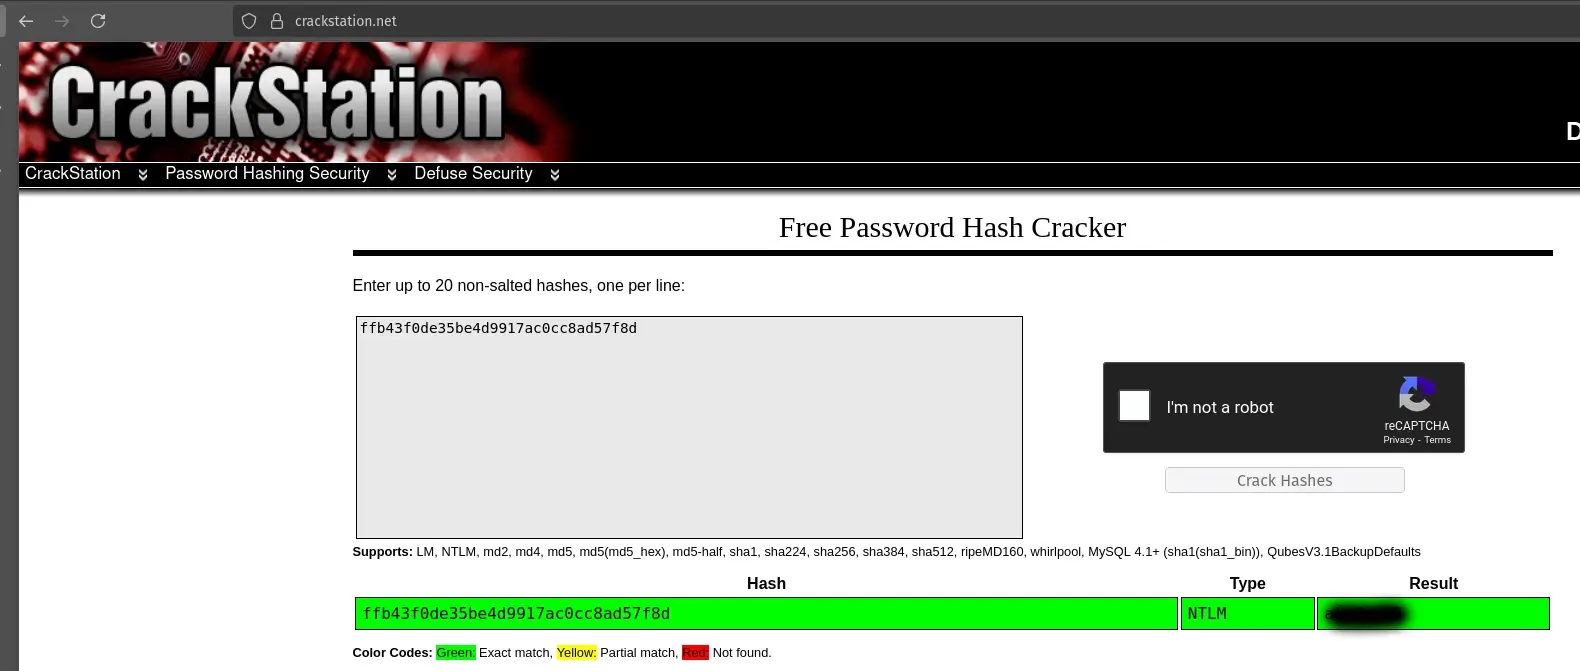 crackstation.net
CrackStation
D
CrackStation Password Hashing Security Defuse Security
Free Password Hash Cracker
Enter up to 20 non-salted hashes, one per line:
ffb43f0de35be4d9917ac0cc8ad57f8d
I'm not a robot
reCAPTCHA
Privacy - Terms
Crack Hashes
Supports: LM, NTLM, md2, md4, md5, md5(md5_hex), md5-half, sha1, sha224, sha256, sha384, sha512, ripeMD160, whirlpool, MySQL 4.1+ (sha1(sha1_bin)), QubesV3.1BackupDefaults
Hash Type Result
ffb43f0de35be4d9917ac0cc8ad57f8d NTLM
Color Codes: Green: Exact match, Yellow: Partial match, Red: Not found.